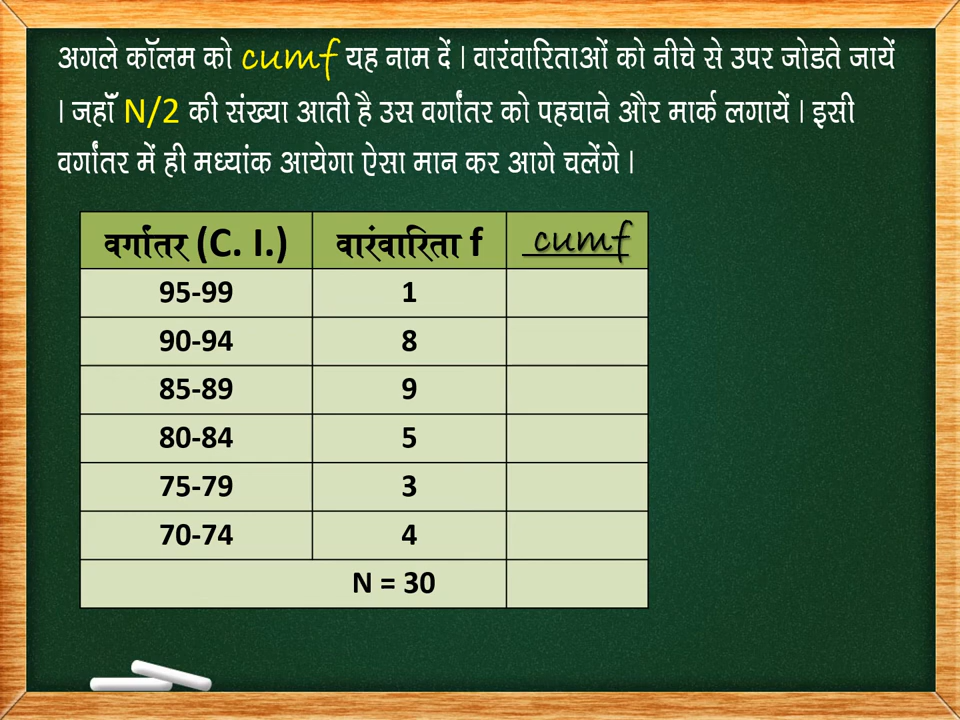 अगले कॉलम को cumf यह नाम दें । वारंवारिताओं को नीचे से उपर जोडते जायें
। जहाँ N/2 की संख्या आती है उस वर्गांतर को पहचाने और मार्क लगायें । इसी
वर्गांतर में ही मध्यांक आयेगा ऐसा मान कर आगे चलेंगे ।
वर्गांतर (C. I.) वारंवारिता f cumf
95-99 1
90-94 8
85-89 9
80-84 5
75-79 3
70-74 4
N = 30